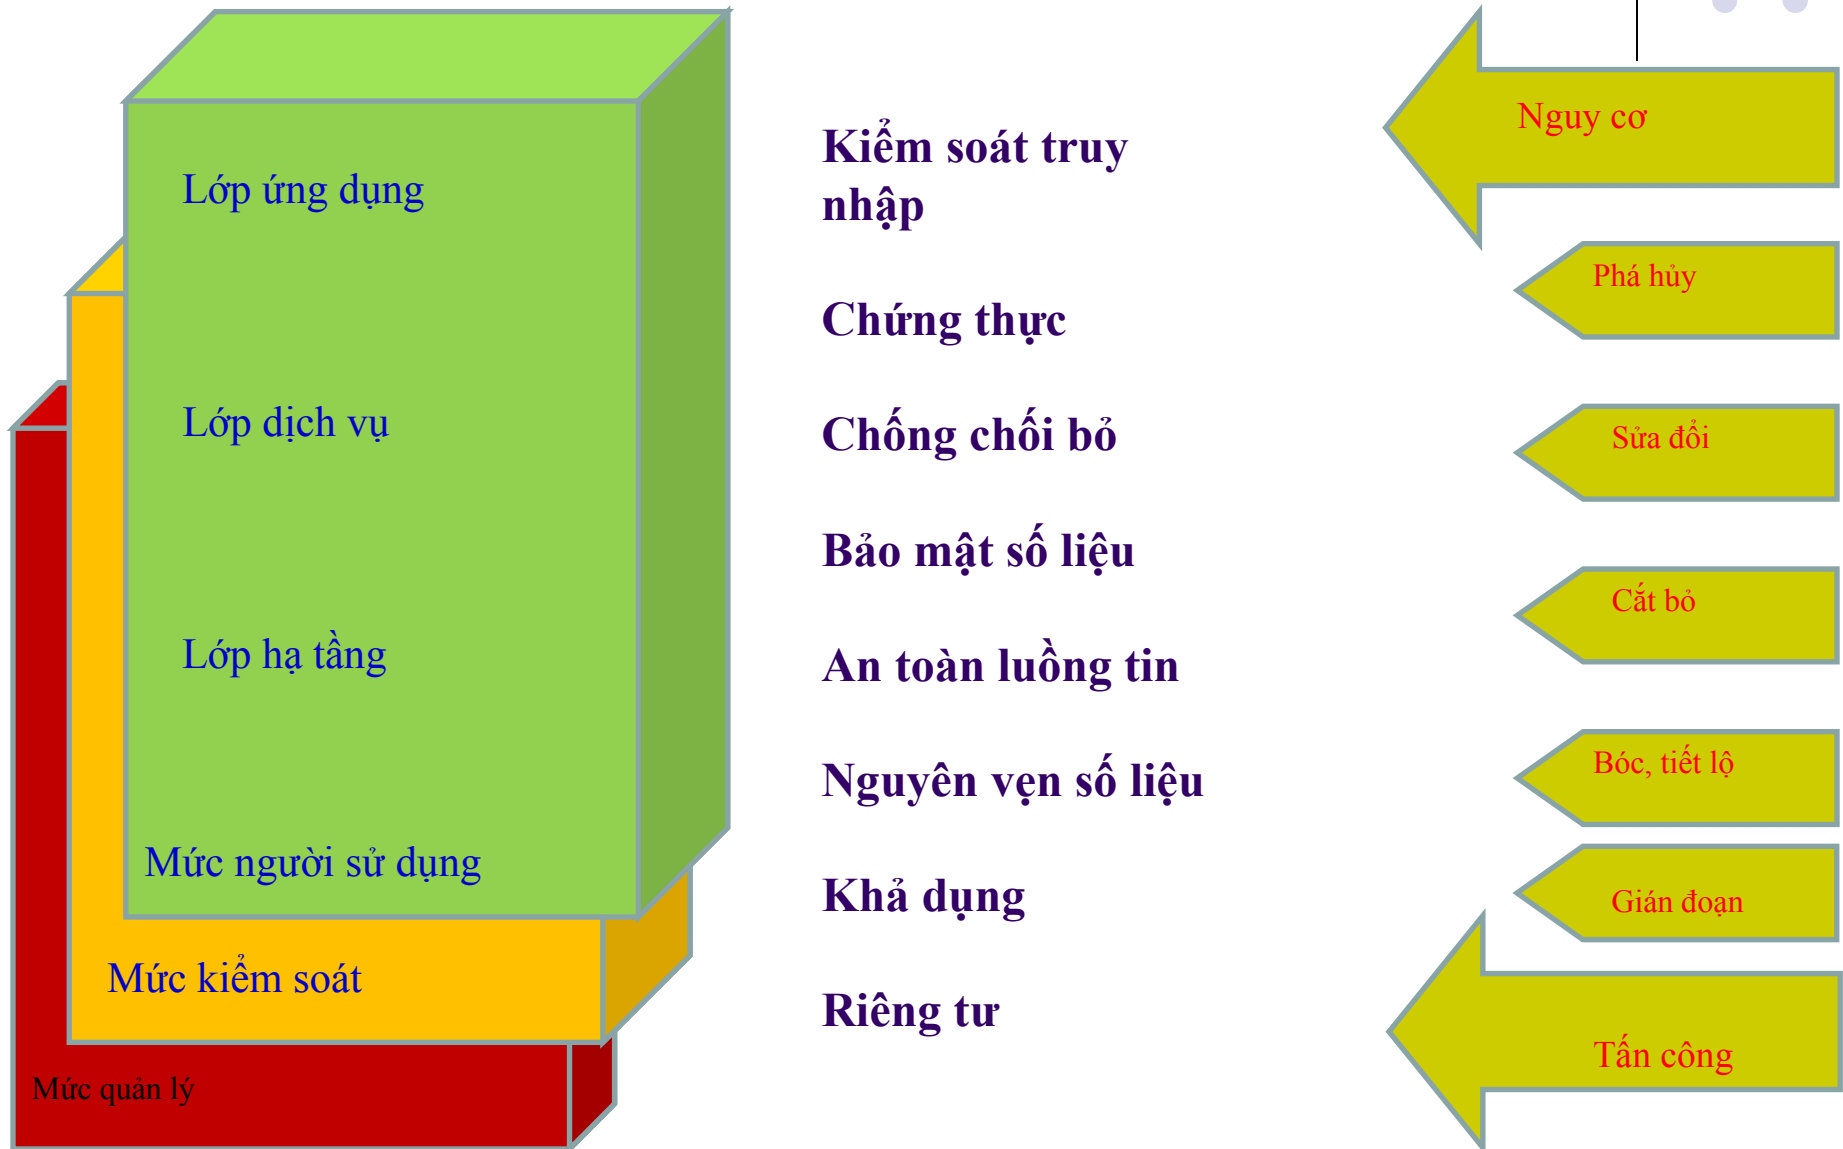 Lớp ứng dụng
Lớp dịch vụ
Lớp hạ tầng
Mức người sử dụng
Mức kiểm soát
Mức quản lý
Kiểm soát truy
nhập
Chứng thực
Chống chối bỏ
Bảo mật số liệu
An toàn luồng tin
Nguyên vẹn số liệu
Khả dụng
Riêng tư
Nguy cơ
Phá hủy
Sửa đổi
Cắt bỏ
Bóc, tiết lộ
Gián đoạn
Tấn công